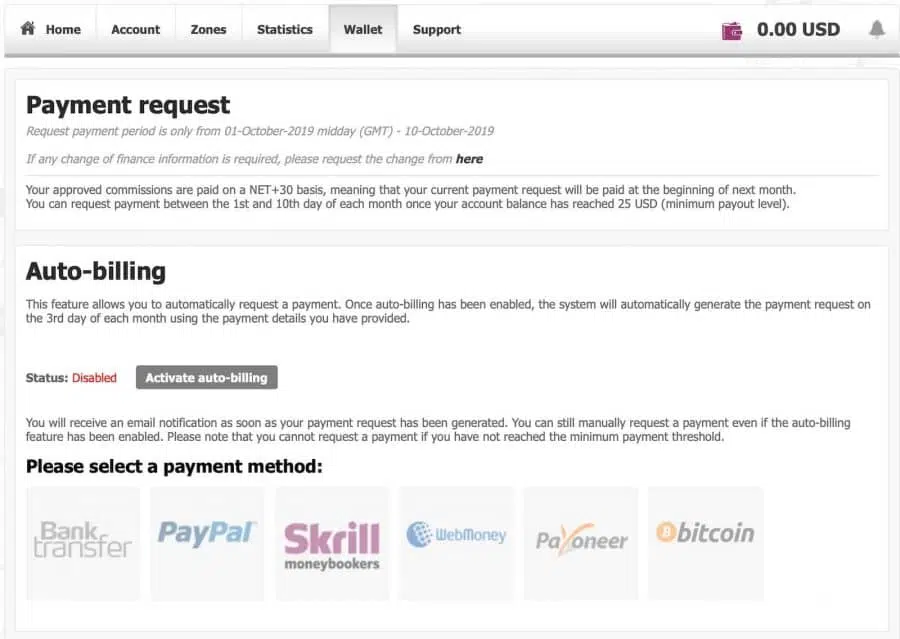 Home Account Zones Statistics Wallet Support 0.00 USD
Payment request
Request payment period is only from 01-October-2019 midday (GMT) - 10-October-2019
If any change of finance information is required, please request the change from here
Your approved commissions are paid on a NET+30 basis, meaning that your current payment request will be paid at the beginning of next month.
You can request payment between the 1st and 10th day of each month once your account balance has reached 25 USD (minimum payout level).
Auto-billing
This feature allows you to automatically request a payment. Once auto-billing has been enabled, the system will automatically generate the payment request on
the 3rd day of each month using the payment details you have provided.
Status: Disabled Activate auto-billing
You will receive an email notification as soon as your payment request has been generated. You can still manually request a payment even if the auto-billing
feature has been enabled. Please note that you cannot request a payment if you have not reached the minimum payment threshold.
Please select a payment method:
Bank
transfer
PayPal
Skrill
moneybookers
WebMoney
Payoneer
bitcoin